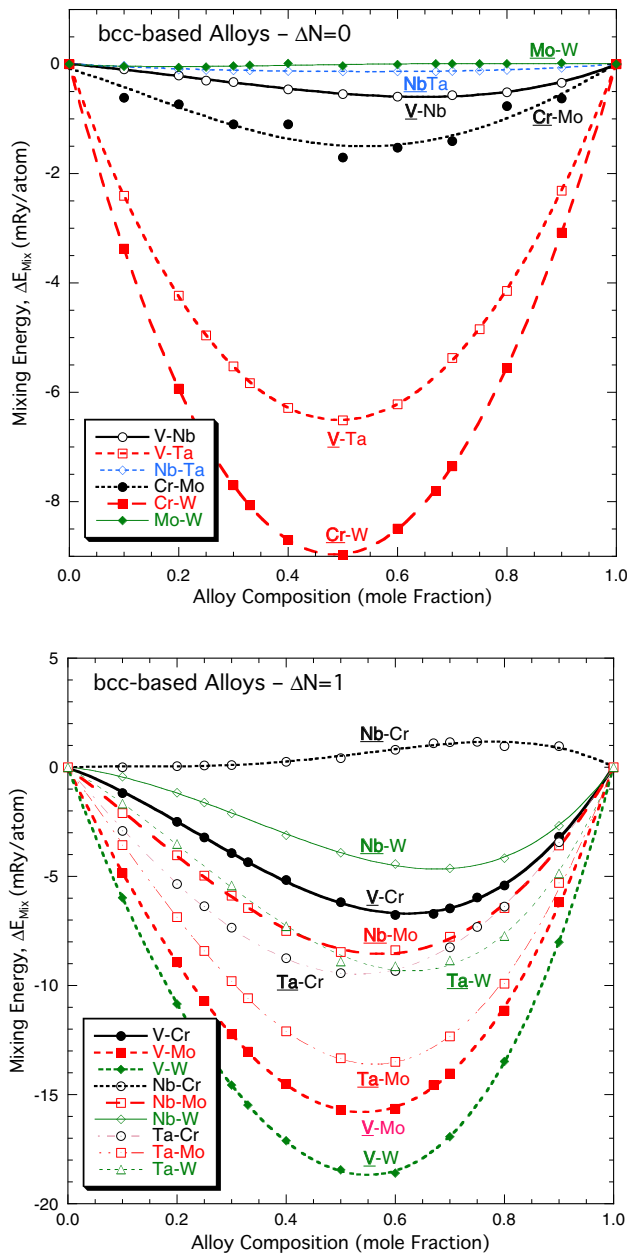 bcc-based Alloys – ΔN=0
Mo-W
NbTa
V-Nb
Cr-Mo
V-Ta
Cr-W
V-Nb
V-Ta
Nb-Ta
Cr-Mo
Cr-W
Mo-W
0
-2
-4
-6
-8
Mixing Energy, ΔEMix (mRy/atom)
0.0 0.2 0.4 0.6 0.8 1.0
Alloy Composition (mole Fraction)
bcc-based Alloys – ΔN=1
Nb-Cr
Nb-W
V-Cr
Nb-Mo
Ta-Cr
Ta-W
Ta-Mo
V-Mo
V-W
V-Cr
V-Mo
V-W
Nb-Cr
Nb-Mo
Nb-W
Ta-Cr
Ta-Mo
Ta-W
5
0
-5
-10
-15
-20
Mixing Energy, ΔEMix (mRy/atom)
0.0 0.2 0.4 0.6 0.8 1.0
Alloy Composition (mole Fraction)